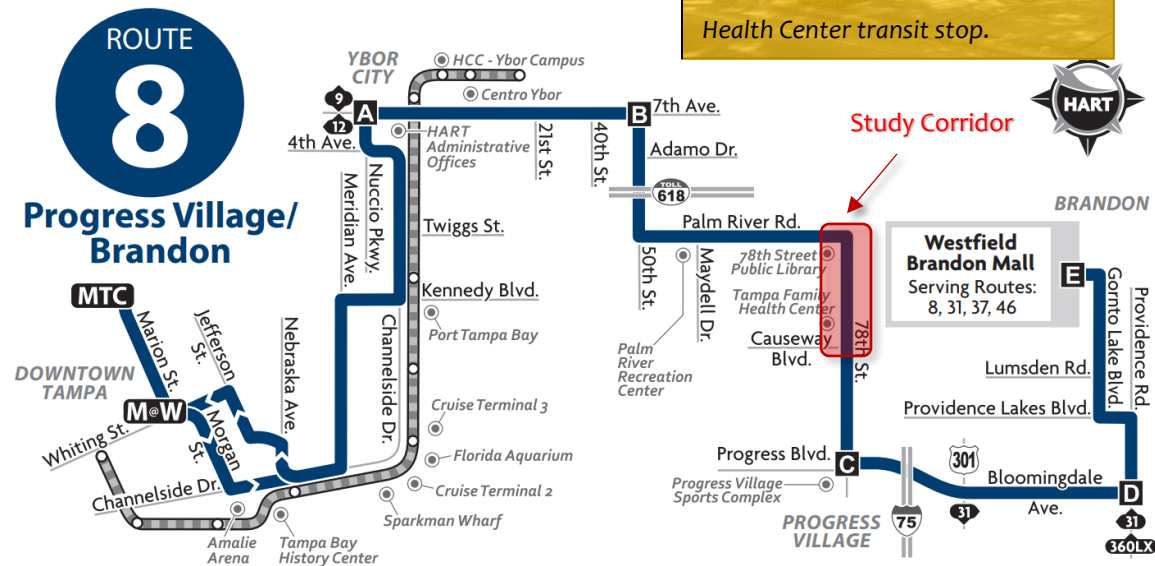 Health Center transit stop.
ROUTE
8
Progress Village/
Brandon
HART
Study Corridor
YBOR
CITY
HCC - Ybor Campus
Centro Ybor
9
A
12
4th Ave.
HART
Administrative
Offices
21st St.
40th St.
B
7th Ave.
Adamo Dr.
TOLL
618
Nuccio Pkwy.
Meridian Ave.
Twiggs St.
Kennedy Blvd.
Port Tampa Bay
Channelside Dr.
Palm River Rd.
50th St.
Maydell Dr.
78th Street
Public Library
Tampa Family
Health Center
Causeway
Blvd.
78th St.
Palm
River
Recreation
Center
BRANDON
Westfield
Brandon Mall
Serving Routes:
8, 31, 37, 46
E
Gornto Lake Blvd.
Providence Rd.
Lumsden Rd.
Providence Lakes Blvd.
MTC
Marion St.
Jefferson
St.
Nebraska Ave.
DOWNTOWN
TAMPA
M@W
Whiting St.
Morgan
St.
Channelside Dr.
Cruise Terminal 3
Florida Aquarium
Cruise Terminal 2
Sparkman Wharf
Amalie
Arena
Tampa Bay
History Center
Progress Blvd.
C
Progress Village
Sports Complex
PROGRESS
VILLAGE
75
301
31
Bloomingdale
Ave.
D
31
360LX